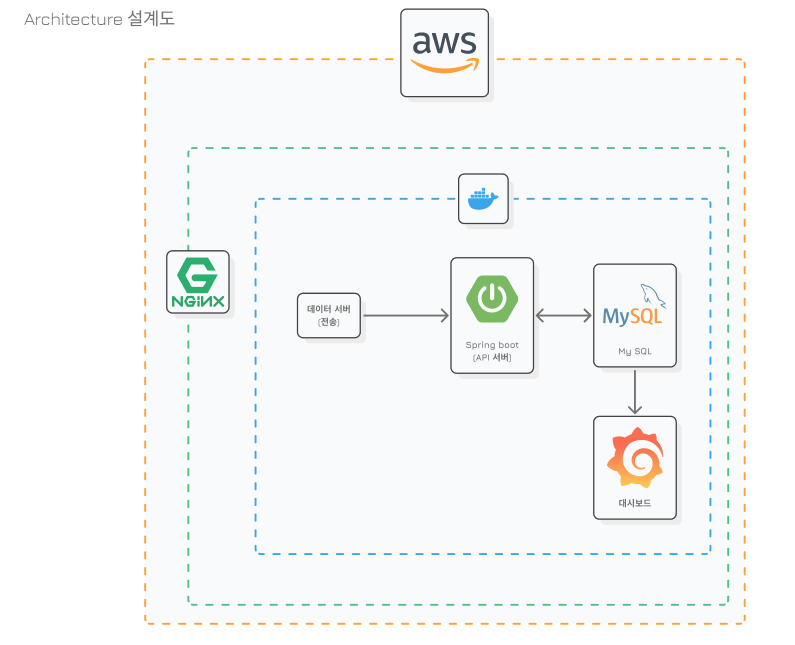 Architecture 설계도
aws
NGiNX
데이터 서버
(전송)
Spring boot
(API 서버)
MySQL
My SQL
대시보드